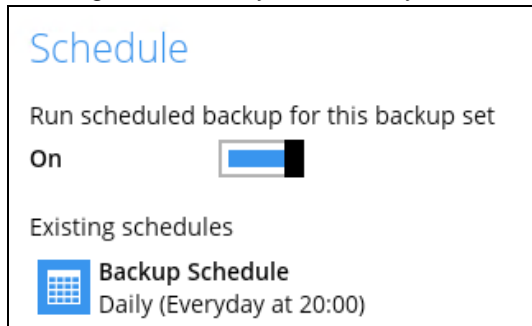 Schedule
Run scheduled backup for this backup set
On
Existing schedules
Backup Schedule
Daily (Everyday at 20:00)